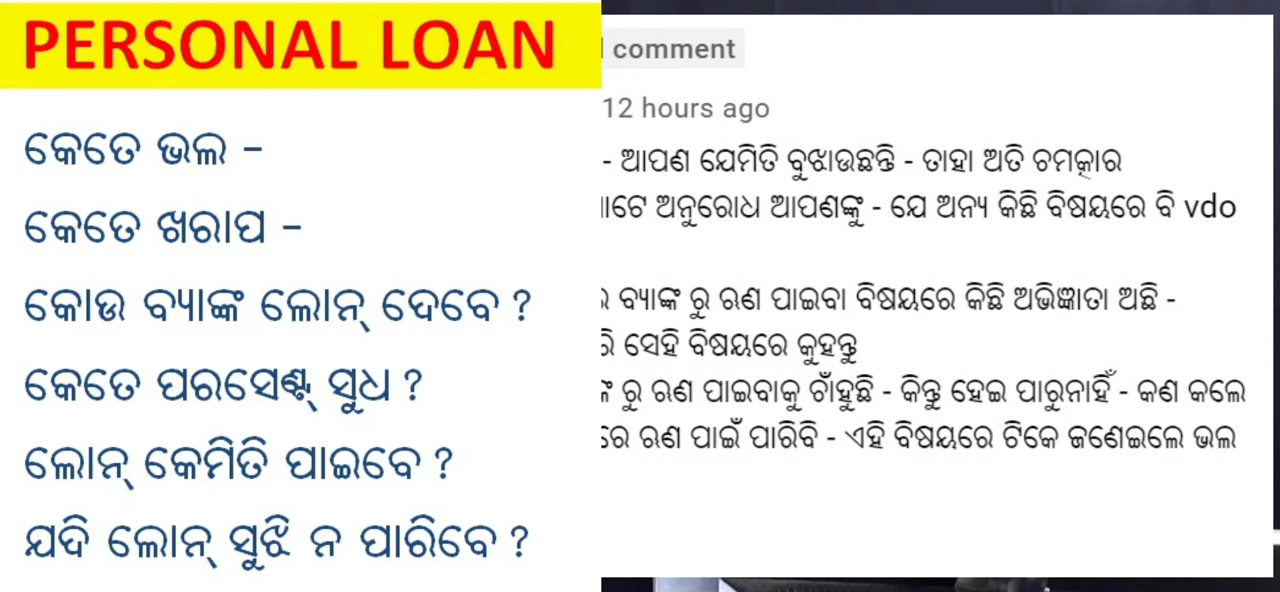 PERSONAL LOAN
କେତେ ଭଲ –
କେତେ ଖରାପ –
କୋଉ ବ୍ୟାଙ୍କ ଲୋନ୍ ଦେବେ ?
କେତେ ପରସେଣ୍ଟ୍ ସୁଧ ?
ଲୋନ୍ କେମିତି ପାଇବେ ?
ଯଦି ଲୋନ୍ ସୁଝି ନ ପାରିବେ ?
comment
12 hours ago
- ଆପଣ ଯେମିତି ବୁଝାଉଛନ୍ତି - ତାହା ଅତି ଚମତ୍କାର
ଅନୁରୋଧ ଆପଣଙ୍କୁ - ଯେ ଅନ୍ୟ କିଛି ବିଷୟରେ ବି vdo
ବ୍ୟାଙ୍କ ରୁ ଋଣ ପାଇବା ବିଷୟରେ କିଛି ଅଭିଜ୍ଞାତା ଅଛି -
ସେହି ବିଷୟରେ କୁହନ୍ତୁ
ରୁ ଋଣ ପାଇବାକୁ ଚାଁହୁଛି - କିନ୍ତୁ ହେଇ ପାରୁନାହିଁ - କଣ କଲେ
ଋଣ ପାଇଁ ପାରିବି - ଏହି ବିଷୟରେ ଟିକେ ଜଣେଇଲେ ଭଲ